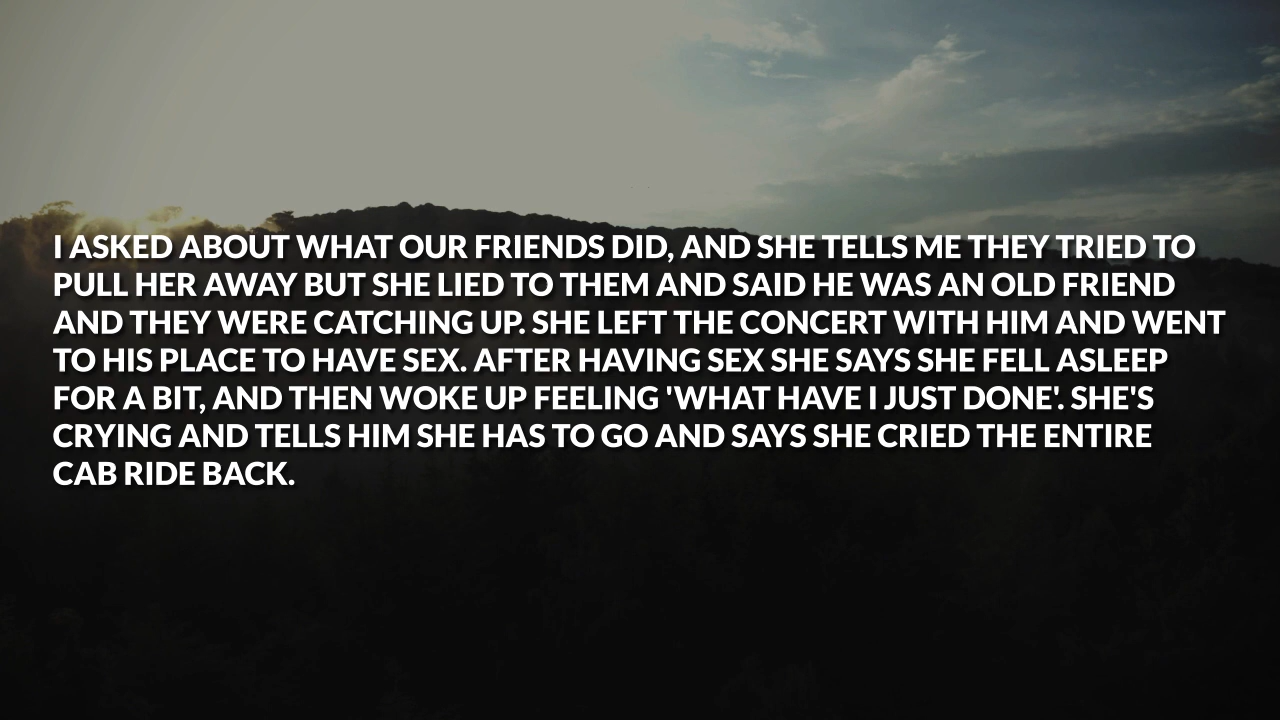 I ASKED ABOUT WHAT OUR FRIENDS DID, AND SHE TELLS ME THEY TRIED TO
PULL HER AWAY BUT SHE LIED TO THEM AND SAID HE WAS AN OLD FRIEND
AND THEY WERE CATCHING UP. SHE LEFT THE CONCERT WITH HIM AND WENT
TO HIS PLACE TO HAVE SEX. AFTER HAVING SEX SHE SAYS SHE FELL ASLEEP
FOR A BIT, AND THEN WOKE UP FEELING 'WHAT HAVE I JUST DONE'. SHE'S
CRYING AND TELLS HIM SHE HAS TO GO AND SAYS SHE CRIED THE ENTIRE
CAB RIDE BACK.